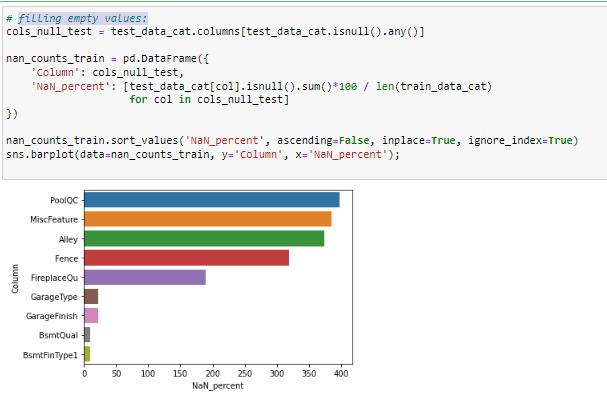 # filling empty values:
cols_null_test = test_data_cat.columns[test_data_cat.isnull().any()]
nan_counts_train = pd.DataFrame({
'Column': cols_null_test,
'NaN_percent': [test_data_cat[col].isnull().sum()*100 / len(train_data_cat)
for col in cols_null_test]
})
nan_counts_train.sort_values('NaN_percent', ascending=False, inplace=True, ignore_index=True)
sns.barplot(data=nan_counts_train, y='Column', x='NaN_percent');
PoolQC
MiscFeature
Alley
Fence
FireplaceQu
GarageType
GarageFinish
BsmtQual
BsmtFinType1
Column
0 50 100 150 200 250 300 350 400
NaN_percent